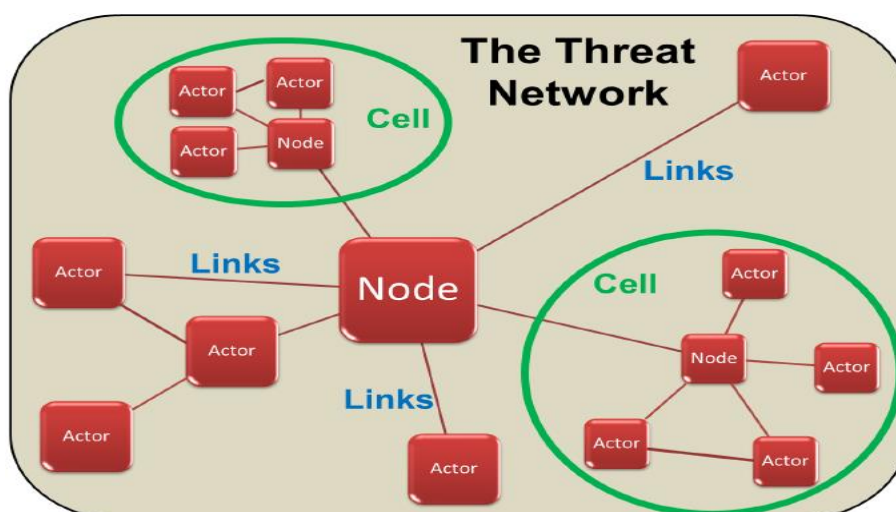 The Threat
Network
Actor
Actor
Actor
Cell
Actor
Node
Links
Actor
Links
Node
Cell
Actor
Actor
Node
Actor
Links
Actor
Actor
Actor
Actor